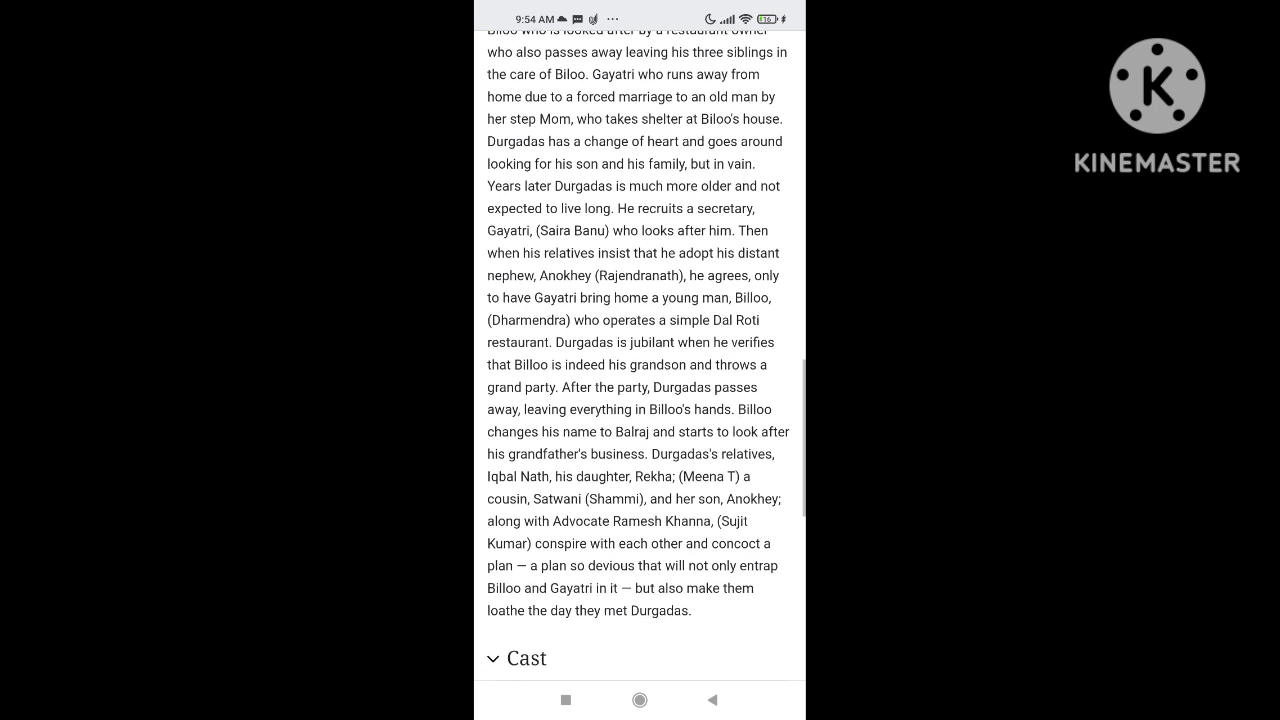 9:54 AM
16
Biloo who is looked after by a restaurant owner
who also passes away leaving his three siblings in
the care of Biloo. Gayatri who runs away from
home due to a forced marriage to an old man by
her step Mom, who takes shelter at Biloo's house.
Durgadas has a change of heart and goes around
looking for his son and his family, but in vain.
Years later Durgadas is much more older and not
expected to live long. He recruits a secretary,
Gayatri, (Saira Banu) who looks after him. Then
when his relatives insist that he adopt his distant
nephew, Anokhey (Rajendranath), he agrees, only
to have Gayatri bring home a young man, Billoo,
(Dharmendra) who operates a simple Dal Roti
restaurant. Durgadas is jubilant when he verifies
that Billoo is indeed his grandson and throws a
grand party. After the party, Durgadas passes
away, leaving everything in Billoo's hands. Billoo
changes his name to Balraj and starts to look after
his grandfather's business. Durgadas's relatives,
Iqbal Nath, his daughter, Rekha; (Meena T) a
cousin, Satwani (Shammi), and her son, Anokhey;
along with Advocate Ramesh Khanna, (Sujit
Kumar) conspire with each other and concoct a
plan — a plan so devious that will not only entrap
Billoo and Gayatri in it — but also make them
loathe the day they met Durgadas.
Cast
K
KINEMASTER